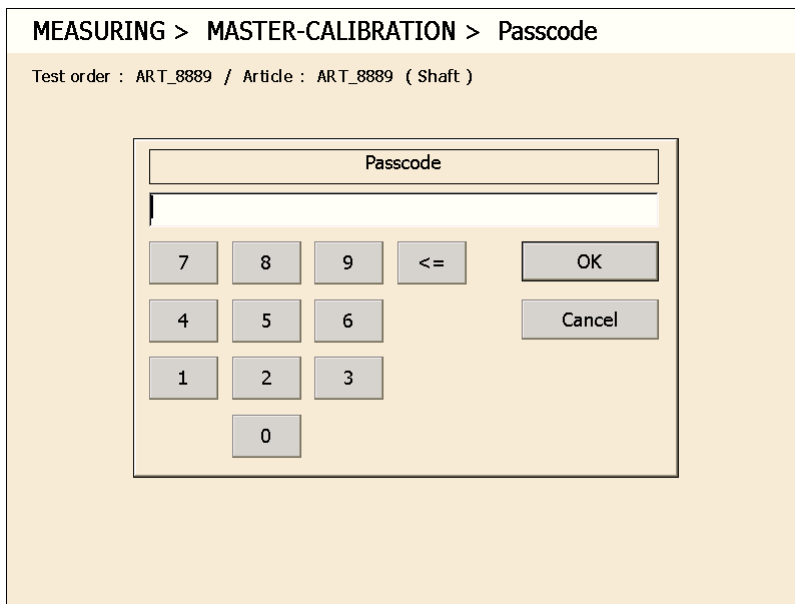 MEASURING > MASTER-CALIBRATION > Passcode
Test order : ART_8889 / Article : ART_8889 ( Shaft )
Passcode
7 8 9 <= OK
4 5 6 Cancel
1 2 3
0